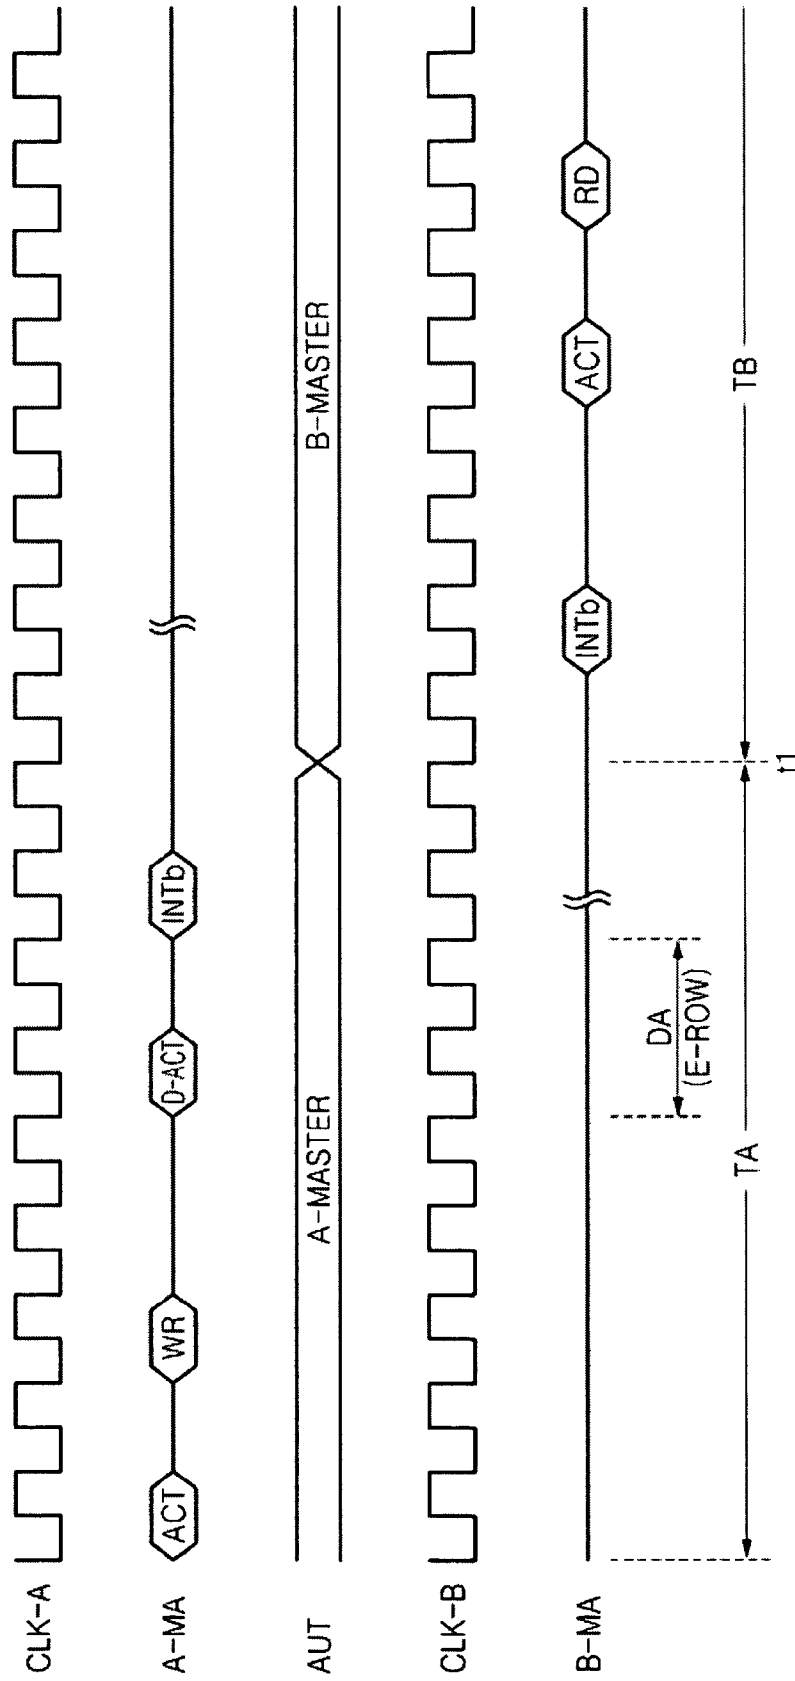 CLK-A
A-MA
ACT
WR
D-ACT
INTb
AUT
A-MASTER
B-MASTER
CLK-B
B-MA
INTb
ACT
RD
DA
(E-ROW)
TA
TB
t1